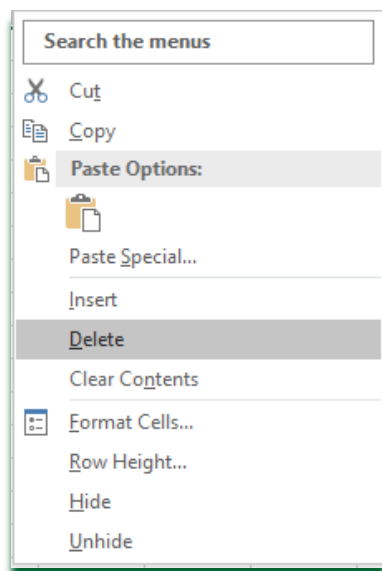 Search the menus
Cut
Copy
Paste Options:
Paste Special...
Insert
Delete
Clear Contents
Format Cells...
Row Height...
Hide
Unhide